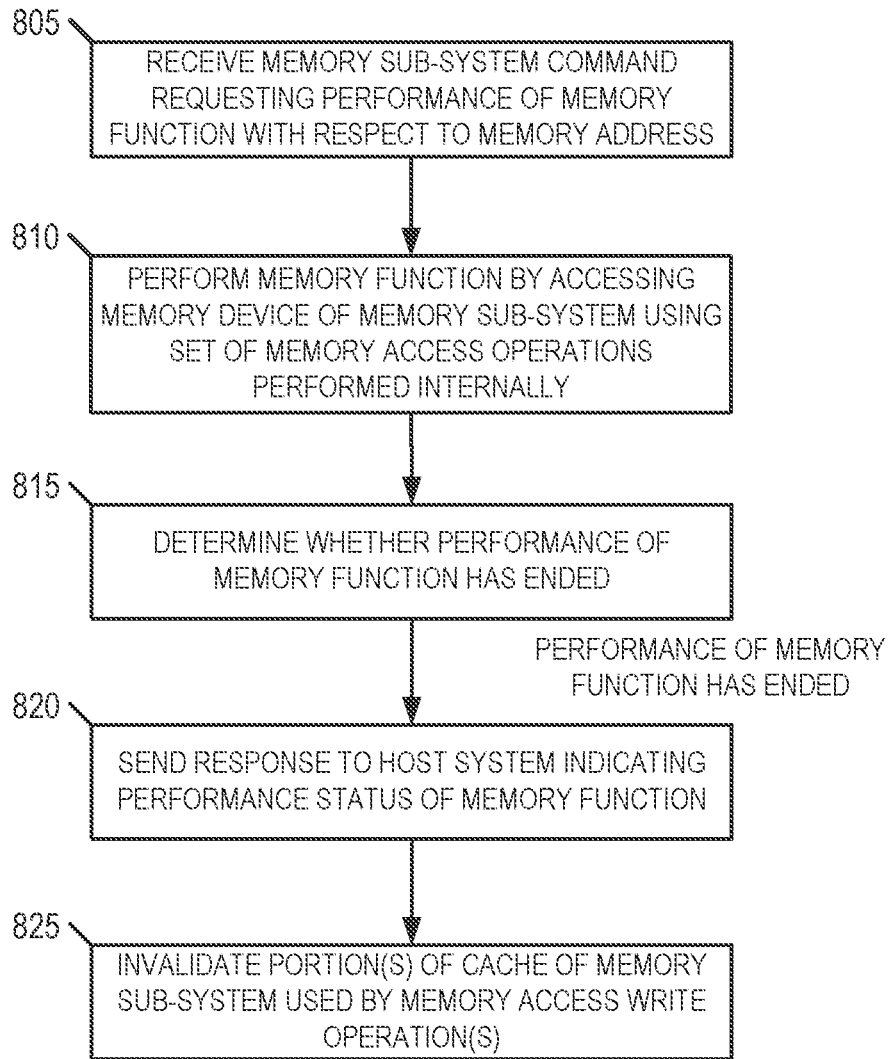 805
RECEIVE MEMORY SUB-SYSTEM COMMAND
REQUESTING PERFORMANCE OF MEMORY
FUNCTION WITH RESPECT TO MEMORY ADDRESS
810
PERFORM MEMORY FUNCTION BY ACCESSING
MEMORY DEVICE OF MEMORY SUB-SYSTEM USING
SET OF MEMORY ACCESS OPERATIONS
PERFORMED INTERNALLY
815
DETERMINE WHETHER PERFORMANCE OF
MEMORY FUNCTION HAS ENDED
PERFORMANCE OF MEMORY
FUNCTION HAS ENDED
820
SEND RESPONSE TO HOST SYSTEM INDICATING
PERFORMANCE STATUS OF MEMORY FUNCTION
825
INVALIDATE PORTION(S) OF CACHE OF MEMORY
SUB-SYSTEM USED BY MEMORY ACCESS WRITE
OPERATION(S)